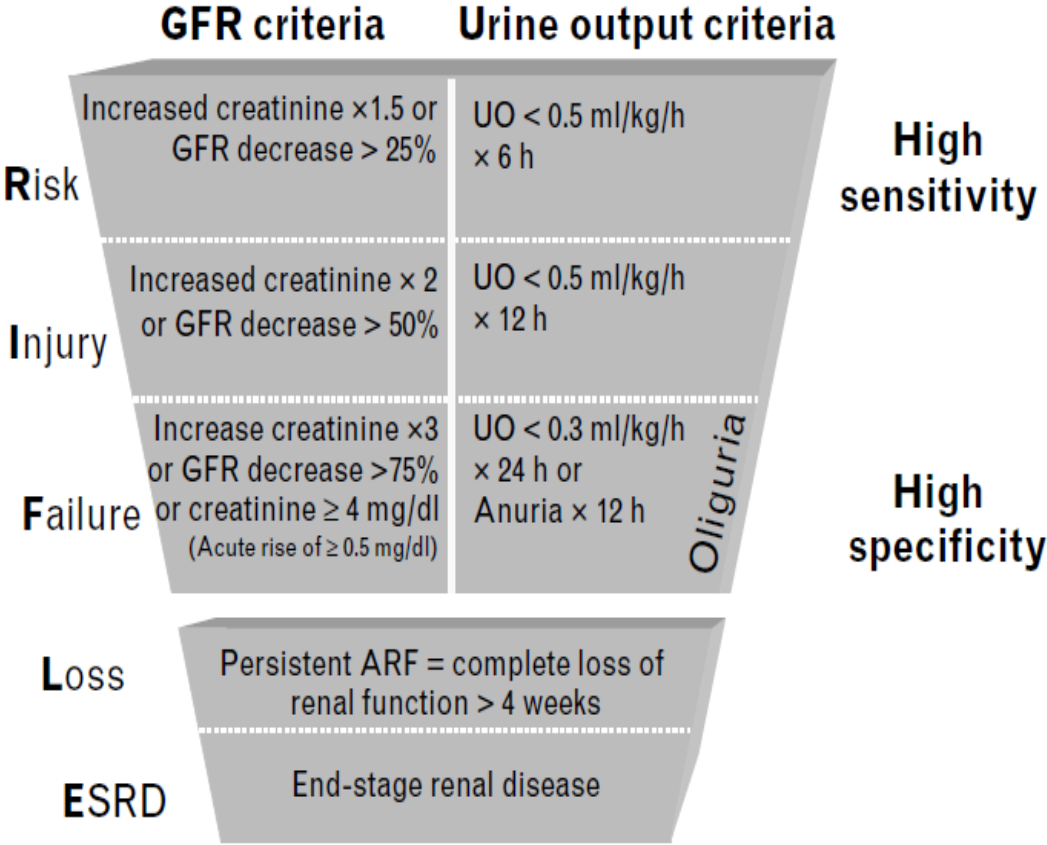 GFR criteria
Urine output criteria
Risk
Increased creatinine ×1.5 or
GFR decrease > 25%
UO < 0.5 ml/kg/h
× 6 h
High
sensitivity
Injury
Increased creatinine × 2
or GFR decrease > 50%
UO < 0.5 ml/kg/h
× 12 h
Failure
Increase creatinine ×3
or GFR decrease >75%
or creatinine ≥ 4 mg/dl
(Acute rise of ≥ 0.5 mg/dl)
UO < 0.3 ml/kg/h
× 24 h or
Anuria × 12 h
Oliguria
High
specificity
Loss
Persistent ARF = complete loss of
renal function > 4 weeks
ESRD
End-stage renal disease